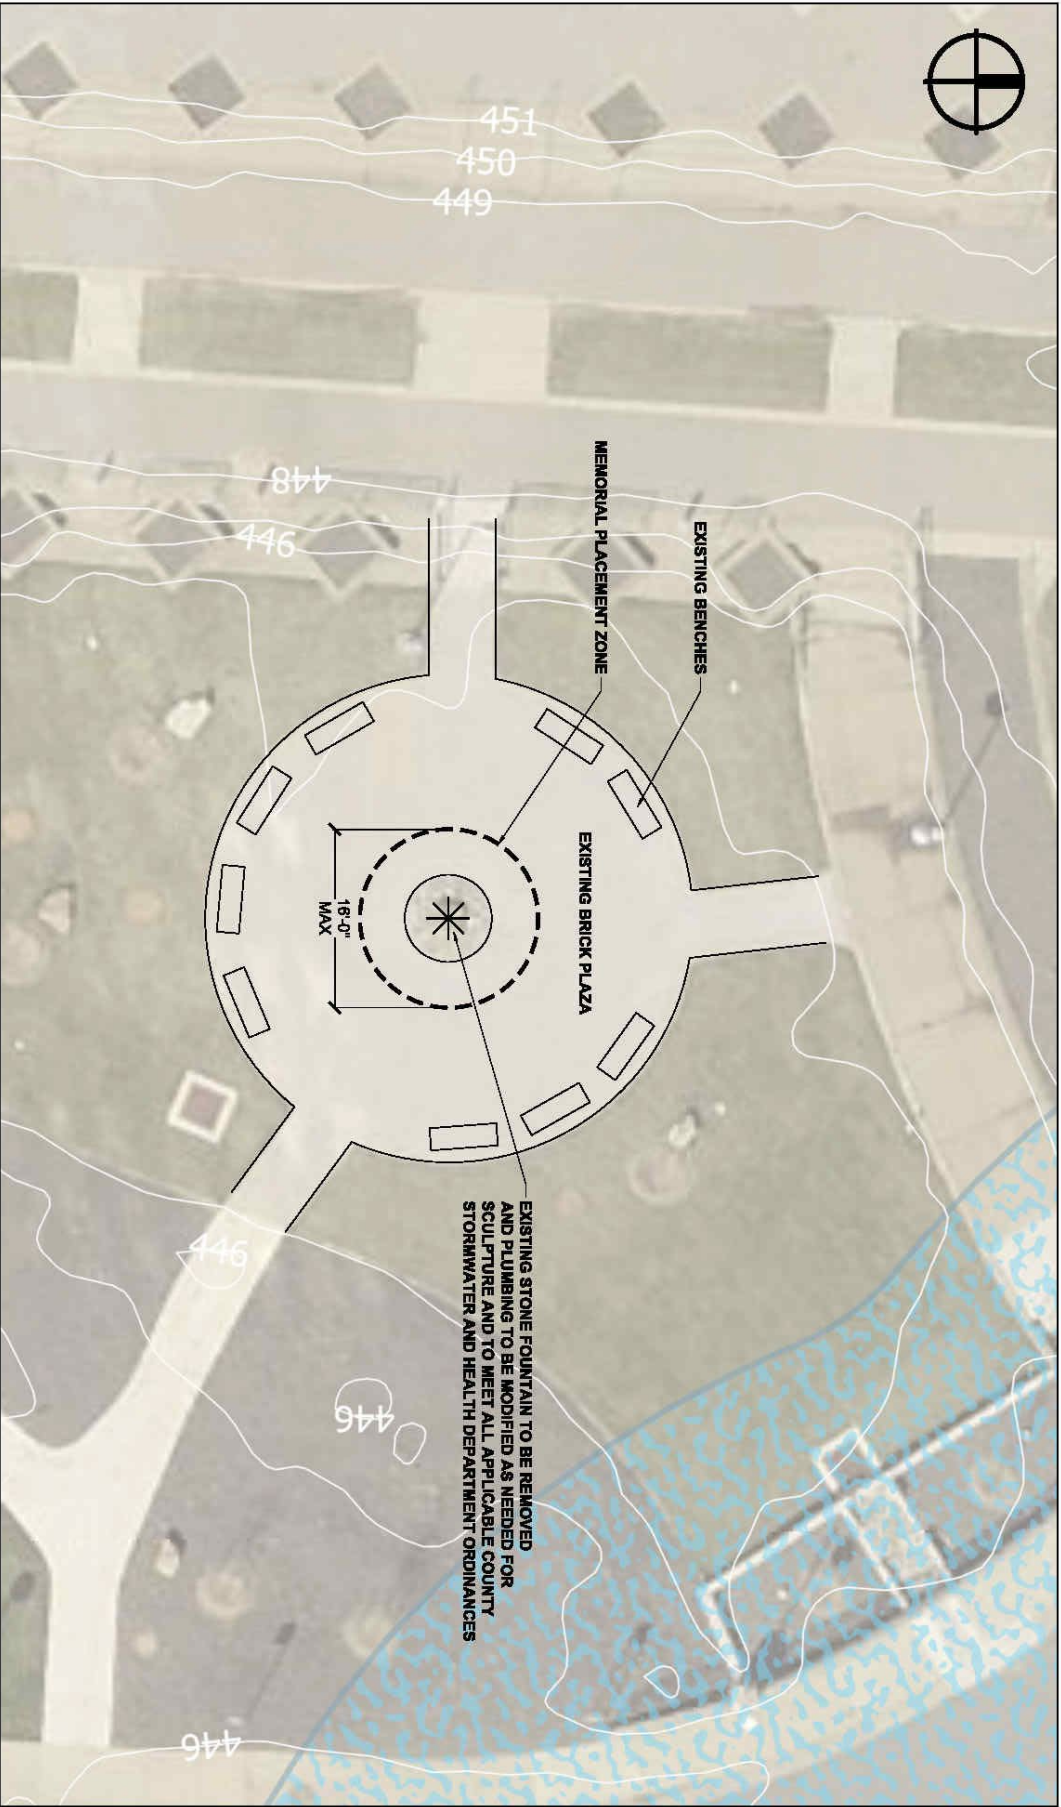 451
450
449
448
446
MEMORIAL PLACEMENT ZONE
EXISTING BENCHES
EXISTING BRICK PLAZA
16'-0"
MAX
EXISTING STONE FOUNTAIN TO BE REMOVED
AND PLUMBING TO BE MODIFIED AS NEEDED FOR
SCULPTURE AND TO MEET ALL APPLICABLE COUNTY
STORMWATER AND HEALTH DEPARTMENT ORDINANCES
446
446
446